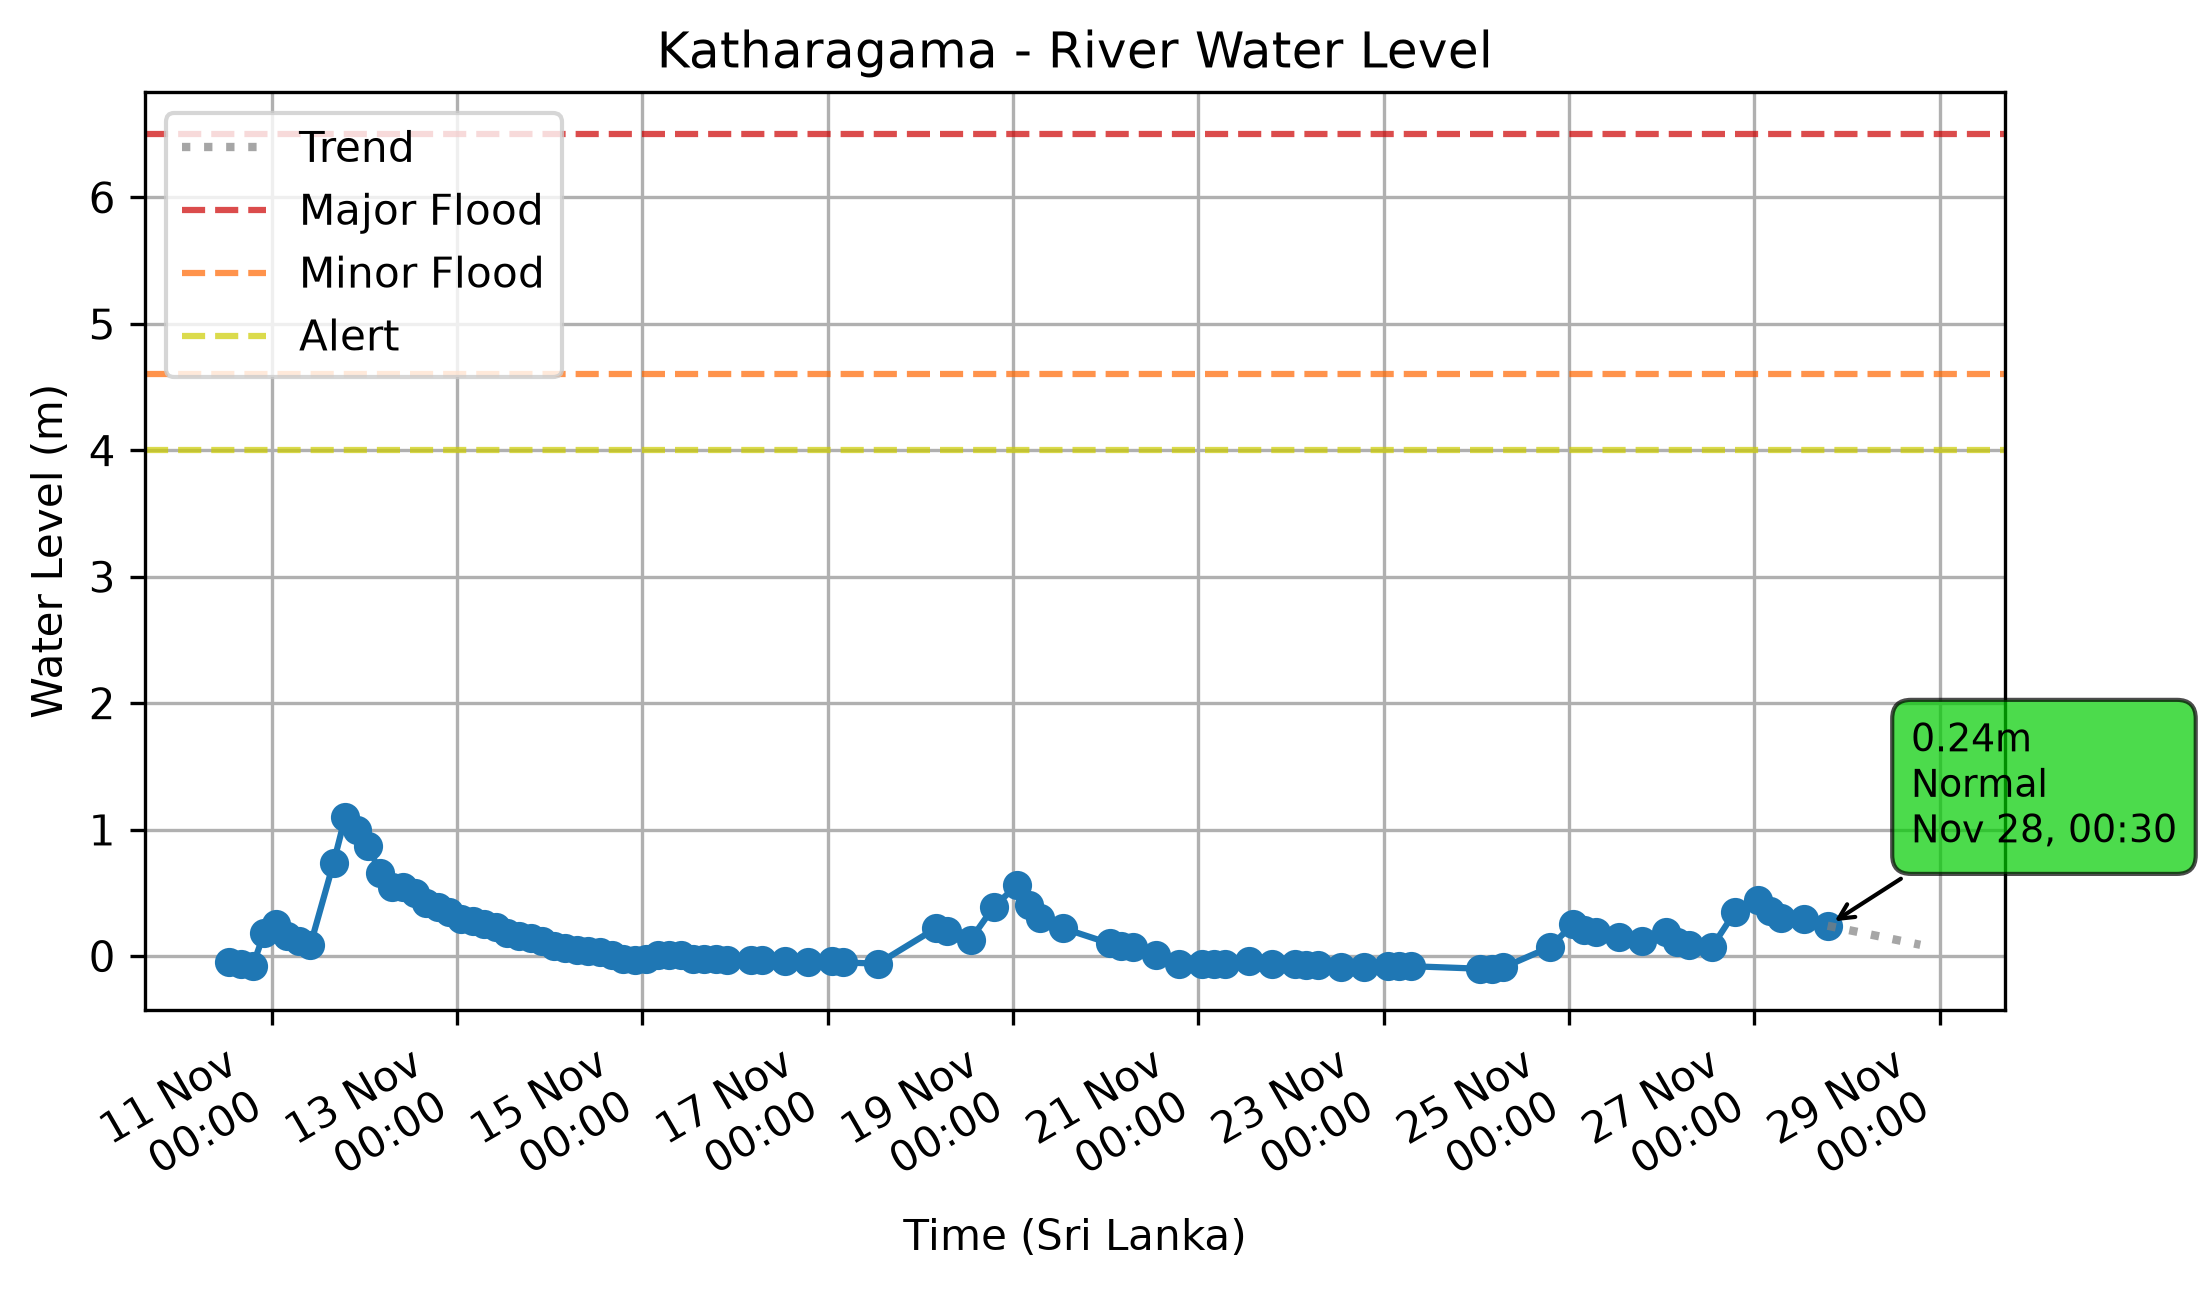 Katharagama - River Water Level
Trend
Major Flood
Minor Flood
Alert
Water Level (m)
6
5
4
3
2
1
0
0.24m
Normal
Nov 28, 00:30
11 Nov
00:00
13 Nov
00:00
15 Nov
00:00
17 Nov
00:00
19 Nov
00:00
21 Nov
00:00
23 Nov
00:00
25 Nov
00:00
27 Nov
00:00
29 Nov
00:00
Time (Sri Lanka)